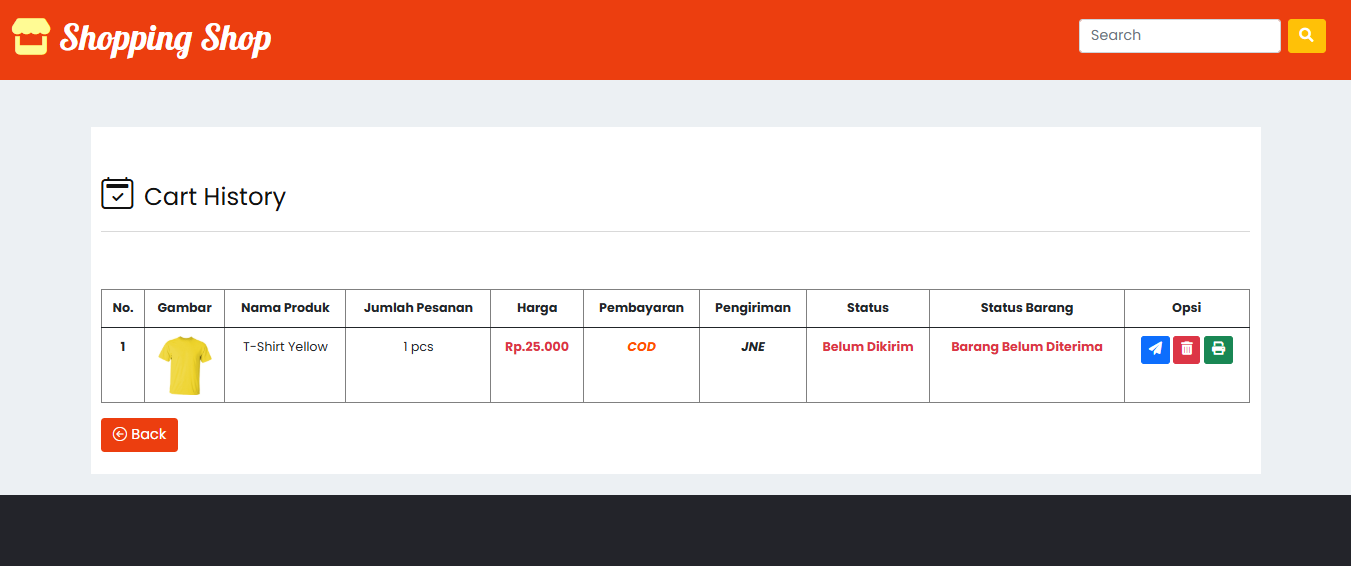 Shopping Shop
Search
Cart History
No. Gambar Nama Produk Jumlah Pesanan Harga Pembayaran Pengiriman Status Status Barang Opsi
1 T-Shirt Yellow 1 pcs Rp.25.000 COD JNE Belum Dikirim Barang Belum Diterima
Back